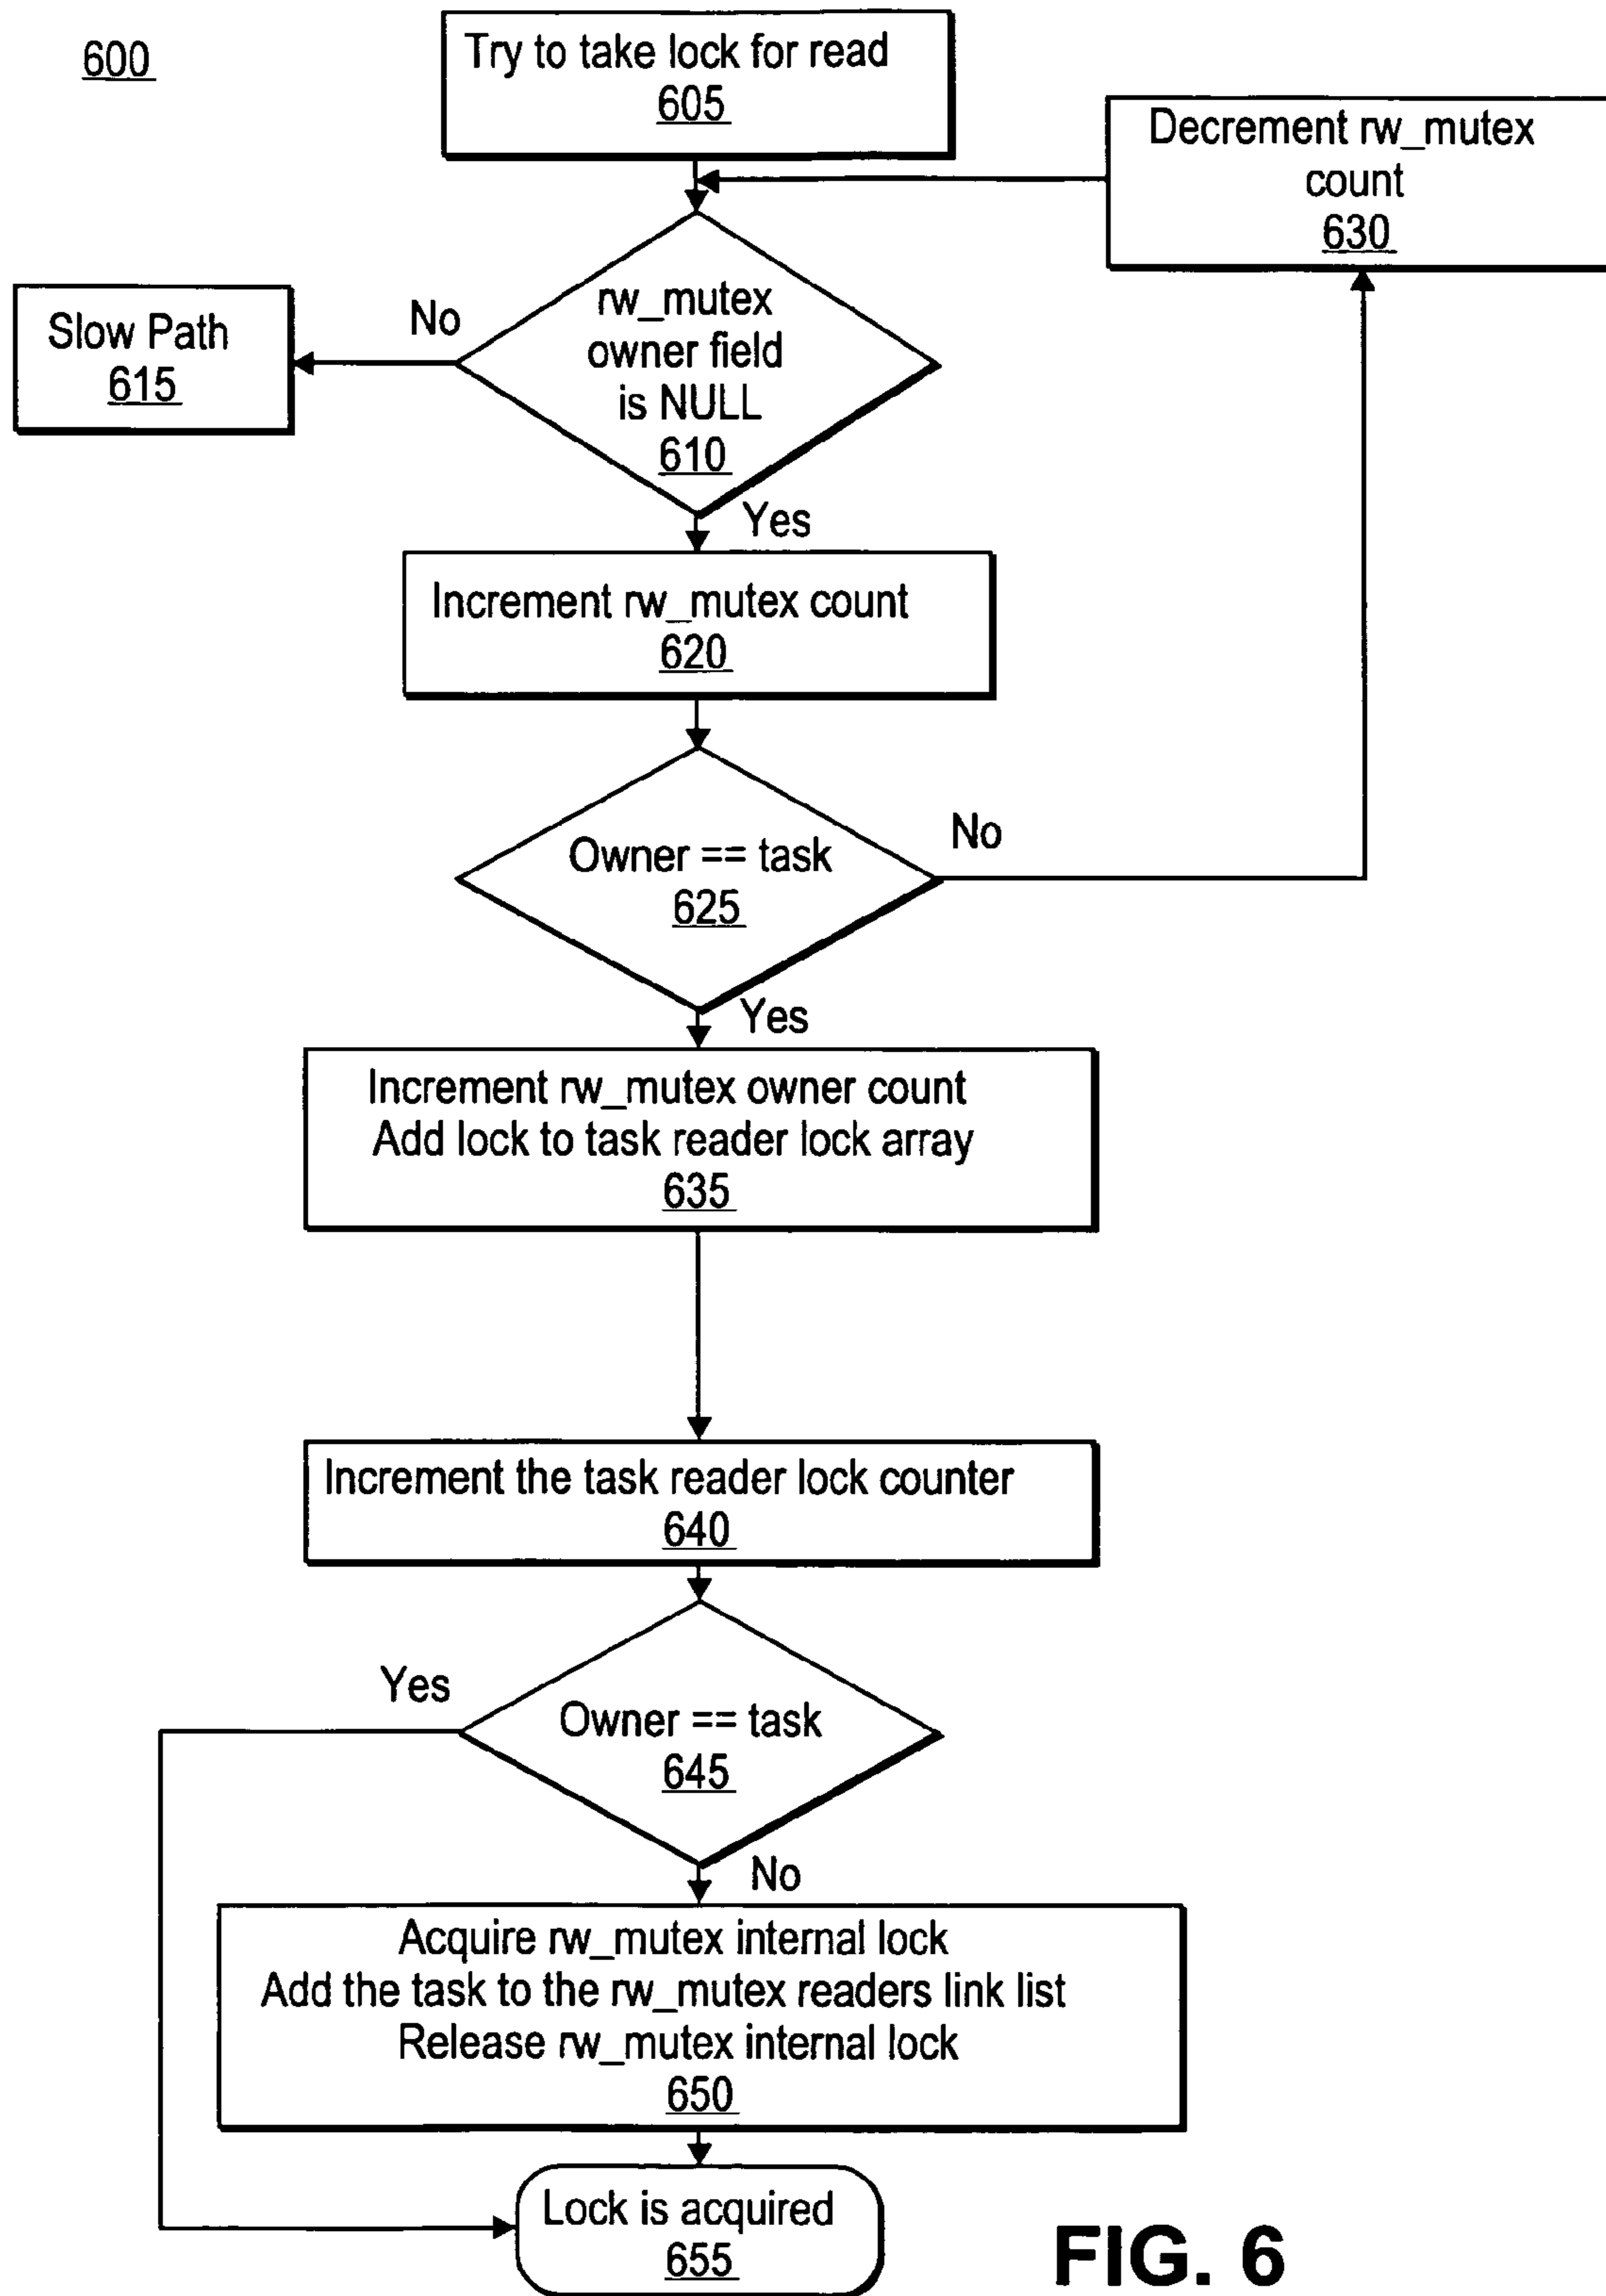 600
Try to take lock for read
605
Decrement rw_mutex
count
630
rw_mutex
owner field
is NULL
610
No
Slow Path
615
Yes
Increment rw_mutex count
620
Owner == task
625
No
Yes
Increment rw_mutex owner count
Add lock to task reader lock array
635
Increment the task reader lock counter
640
Yes
Owner == task
645
No
Acquire rw_mutex internal lock
Add the task to the rw_mutex readers link list
Release rw_mutex internal lock
650
Lock is acquired
655
FIG. 6